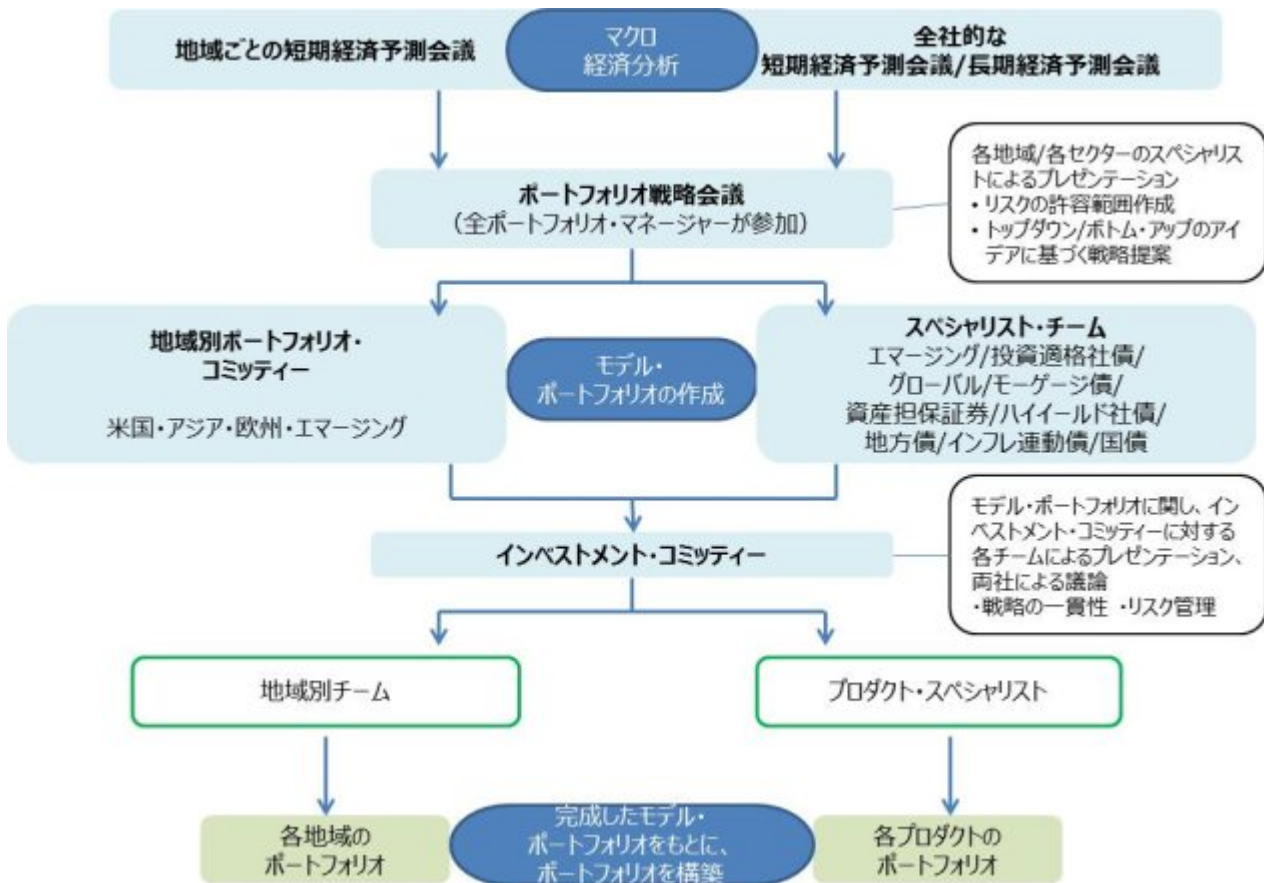 地域ごとの短期経済予測会議
マクロ
経済分析
全社的な
短期経済予測会議/長期経済予測会議
ポートフォリオ戦略会議
（全ポートフォリオ・マネージャーが参加）
各地域/各セクターのスペシャリス
トによるプレゼンテーション
• リスクの許容範囲作成
• トップダウン/ボトム・アップのアイ
デアに基づく戦略提案
地域別ポートフォリオ・
コミッティー
米国・アジア・欧州・エマージング
モデル・
ポートフォリオの作成
スペシャリスト・チーム
エマージング/投資適格社債/
グローバル/モーゲージ債/
資産担保証券/ハイイールド社債/
地方債/インフレ連動債/国債
インベストメント・コミッティー
モデル・ポートフォリオに関し、イン
ベストメント・コミッティーに対する
各チームによるプレゼンテーション、
両社による議論
・戦略の一貫性 ・リスク管理
地域別チーム
プロダクト・スペシャリスト
各地域の
ポートフォリオ
完成したモデル・
ポートフォリオをもとに、
ポートフォリオを構築
各プロダクトの
ポートフォリオ